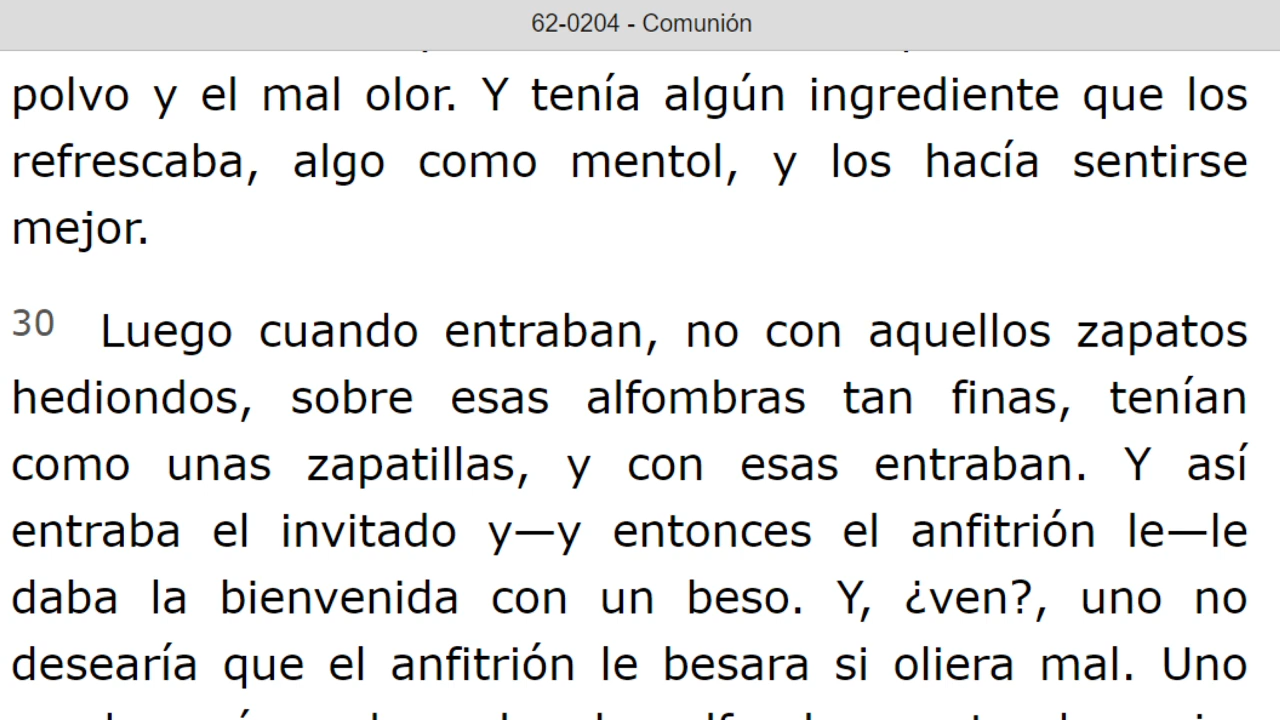 62-0204 - Comunión
polvo y el mal olor. Y tenía algún ingrediente que los
refrescaba, algo como mentol, y los hacía sentirse
mejor.
30 Luego cuando entraban, no con aquellos zapatos
hediondos, sobre esas alfombras tan finas, tenían
como unas zapatillas, y con esas entraban. Y así
entraba el invitado y—y entonces el anfitrión le—le
daba la bienvenida con un beso. Y, ¿ven?, uno no
desearía que el anfitrión le besara si oliera mal. Uno